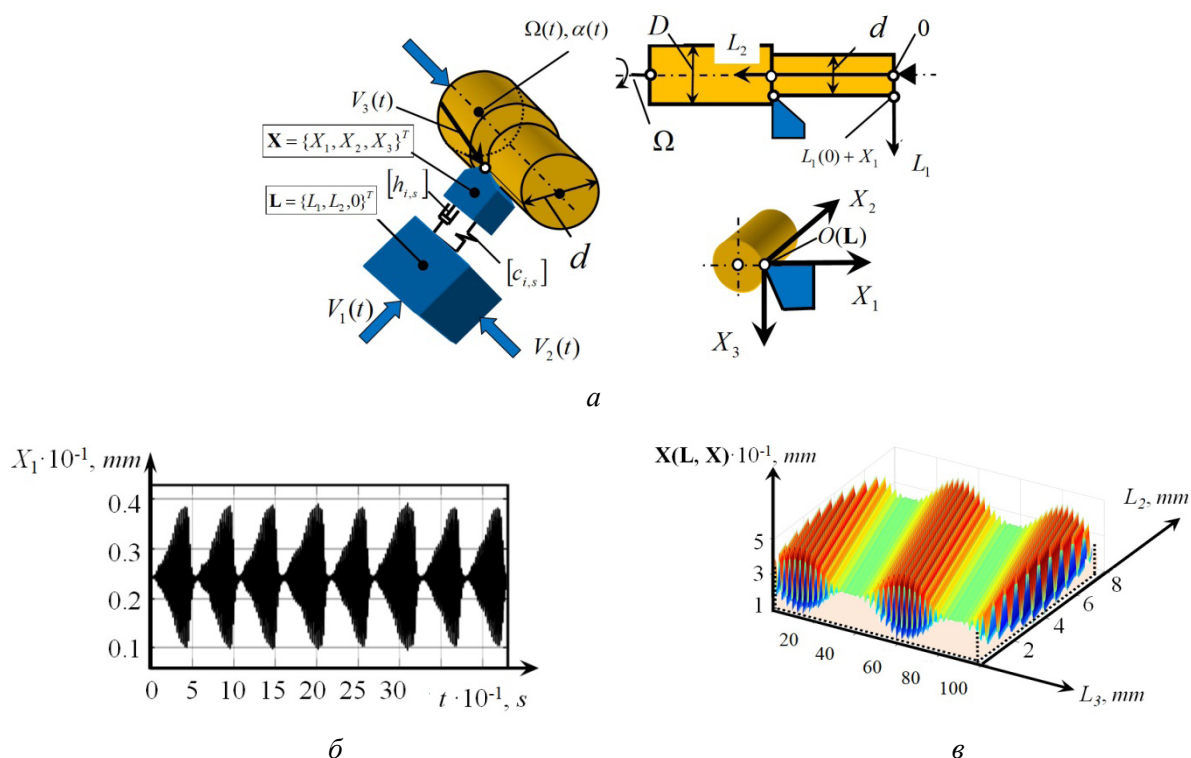 Ω(t), α(t)
V₃(t)
X = {X₁, X₂, X₃}ᵀ
[h_{i,s}]
L = {L₁, L₂, 0}ᵀ
[c_{i,s}]
d
V₁(t)
V₂(t)
D
L₂
d
0
Ω
L₁(0) + X₁
L₁
X₂
O(L)
X₁
X₃
а
X₁·10⁻¹, mm
0.4
0.3
0.2
0.1
0 5 10 15 20 25 30
t ·10⁻¹, s
б
X(L, X)·10⁻¹, mm
L₂, mm
5
3
1
8
6
4
2
20 40 60 80 100
L₃, mm
в